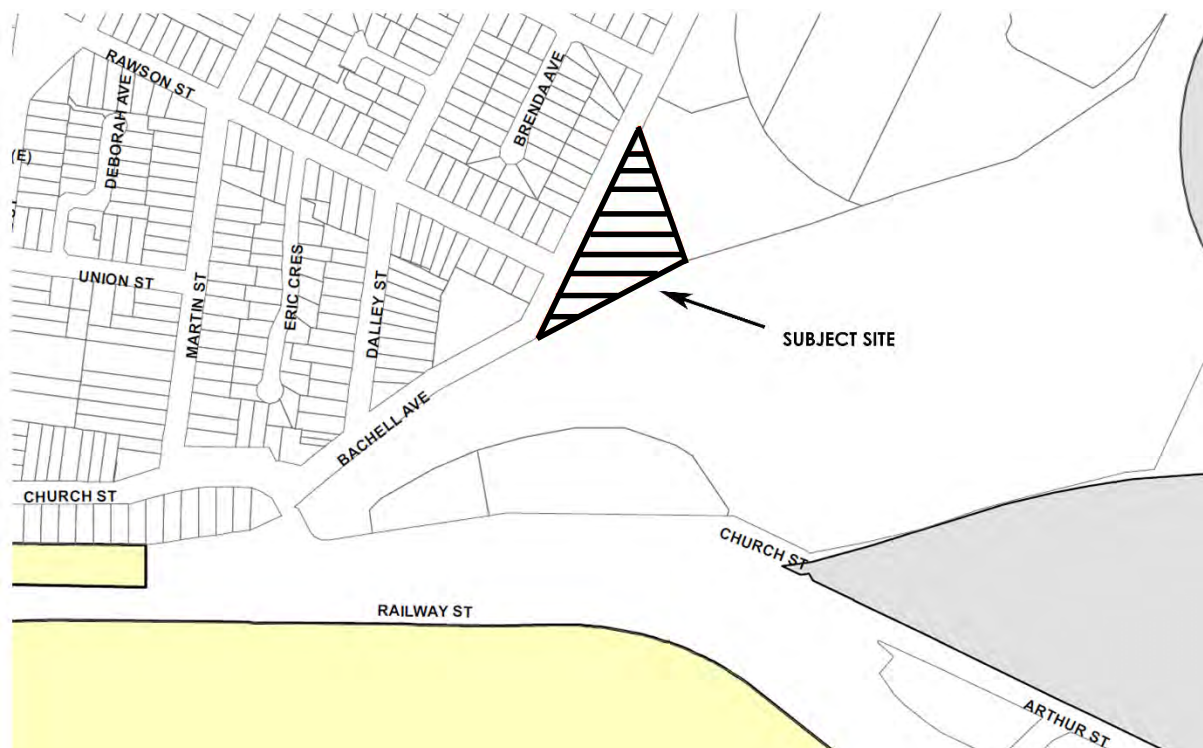 RAWSON ST
DEBORAH AVE
BRENDA AVE
(E)
UNION ST
MARTIN ST
ERIC CRES
DALLEY ST
SUBJECT SITE
BACHELL AVE
CHURCH ST
CHURCH ST
RAILWAY ST
ARTHUR ST